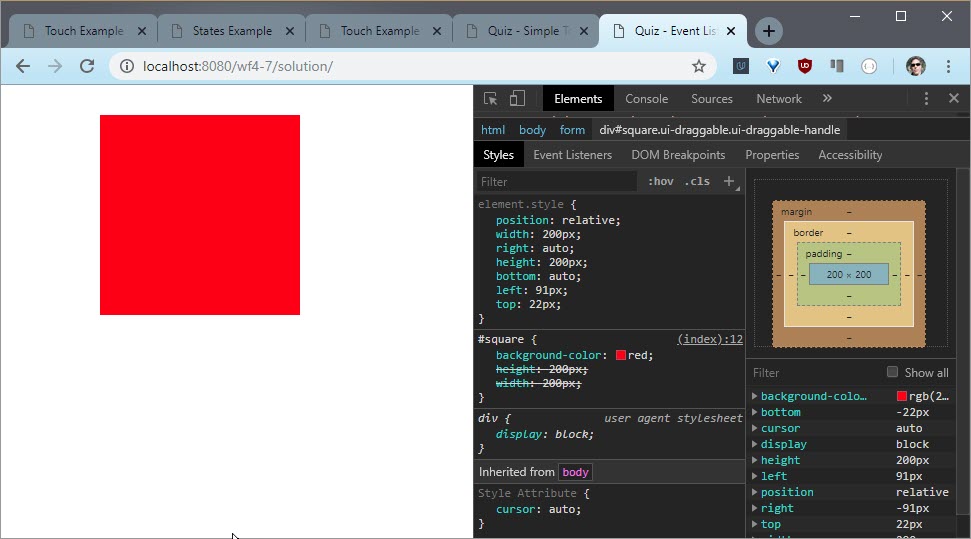 Touch Example
States Example
Touch Example
Quiz - Simple T
Quiz - Event Lis
localhost:8080/wf4-7/solution/
Elements
Console
Sources
Network
»
html
body
form
div#square.ui-draggable.ui-draggable-handle
Styles
Event Listeners
DOM Breakpoints
Properties
Accessibility
Filter
:hov
.cls
element.style {
position: relative;
width: 200px;
right: auto;
height: 200px;
bottom: auto;
left: 91px;
top: 22px;
}
#square {
(index):12
background-color: red;
height: 200px;
width: 200px;
}
div {
user agent stylesheet
display: block;
}
Inherited from body
Style Attribute {
cursor: auto;
}
margin –
border –
padding –
– – – 200 × 200 – – –
–
–
–
Filter
Show all
background-colo… rgb(2…
bottom -22px
cursor auto
display block
height 200px
left 91px
position relative
right -91px
top 22px